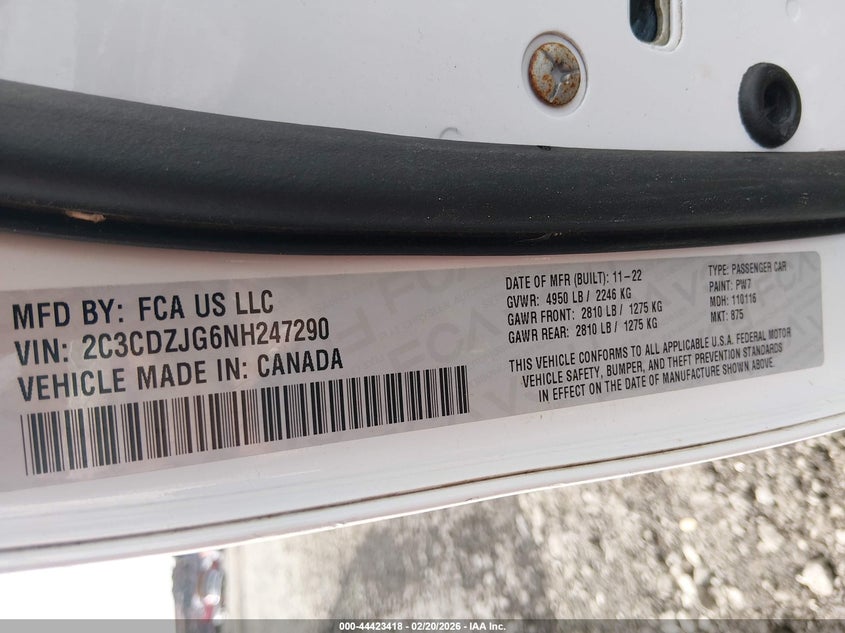 MFD BY: FCA US LLC
VIN: 2C3CDZJG6NH247290
VEHICLE MADE IN: CANADA
DATE OF MFR (BUILT): 11-22
GVWR: 4950 LB / 2246 KG
GAWR FRONT: 2810 LB / 1275 KG
GAWR REAR: 2810 LB / 1275 KG
TYPE: PASSENGER CAR
PAINT: PW7
MDH: 110116
MKT: 875
THIS VEHICLE CONFORMS TO ALL APPLICABLE U.S.A. FEDERAL MOTOR
VEHICLE SAFETY, BUMPER, AND THEFT PREVENTION STANDARDS
IN EFFECT ON THE DATE OF MANUFACTURE SHOWN ABOVE.
000-44423418 - 02/20/2026 - IAA Inc.